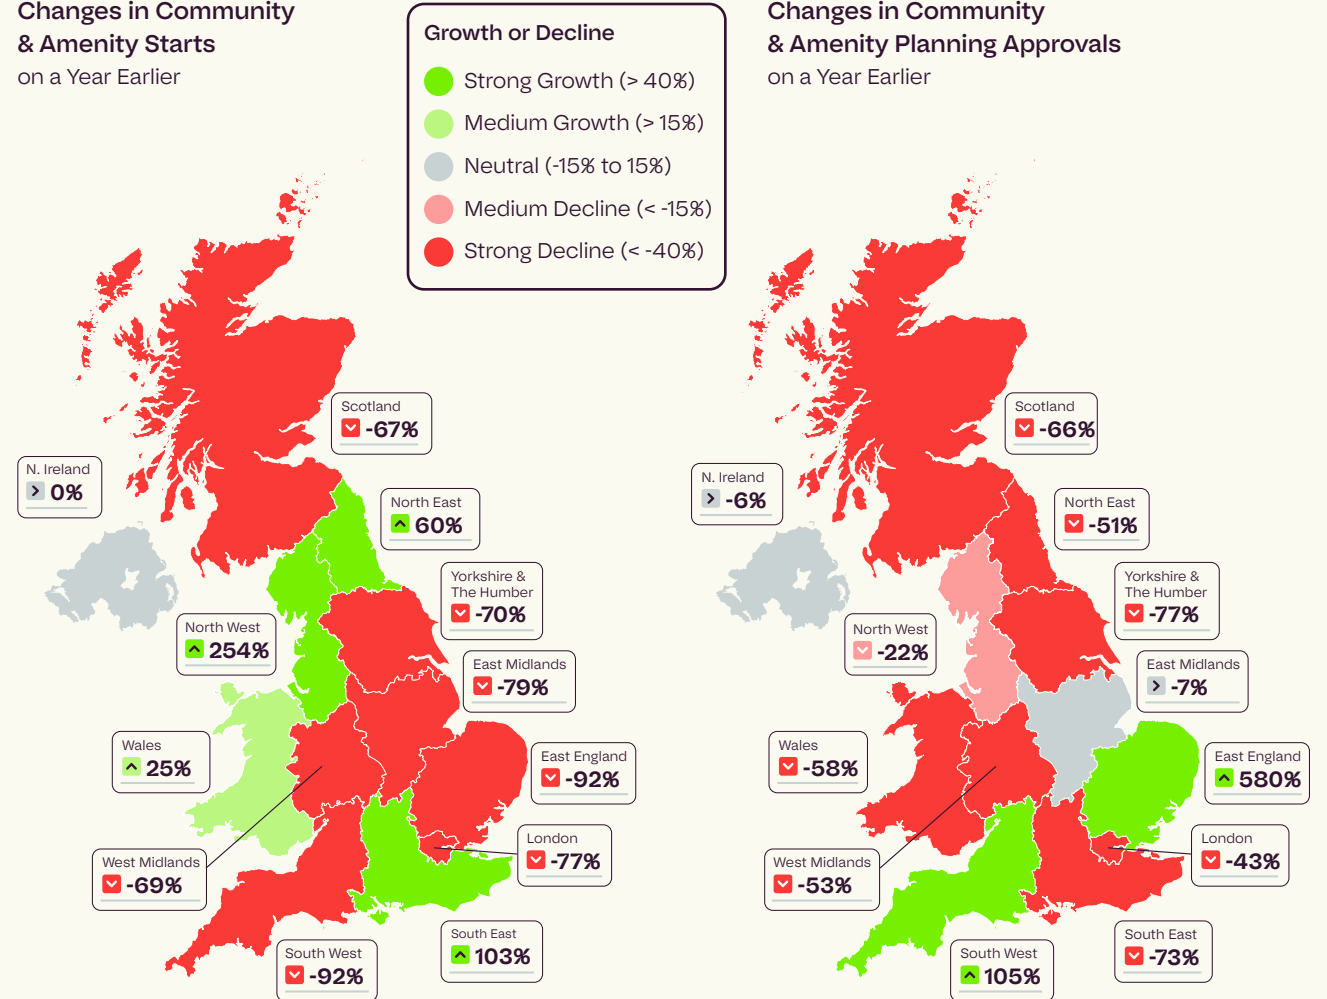 Changes in Community
& Amenity Starts
on a Year Earlier
Growth or Decline
Strong Growth (> 40%)
Medium Growth (> 15%)
Neutral (-15% to 15%)
Medium Decline (< -15%)
Strong Decline (< -40%)
Changes in Community
& Amenity Planning Approvals
on a Year Earlier
Scotland
-67%
N. Ireland
0%
North East
60%
Yorkshire &
The Humber
-70%
North West
254%
East Midlands
-79%
Wales
25%
East England
-92%
London
-77%
West Midlands
-69%
South East
103%
South West
-92%
Scotland
-66%
N. Ireland
-6%
North East
-51%
Yorkshire &
The Humber
-77%
North West
-22%
East Midlands
-7%
Wales
-58%
East England
580%
London
-43%
West Midlands
-53%
South East
-73%
South West
105%